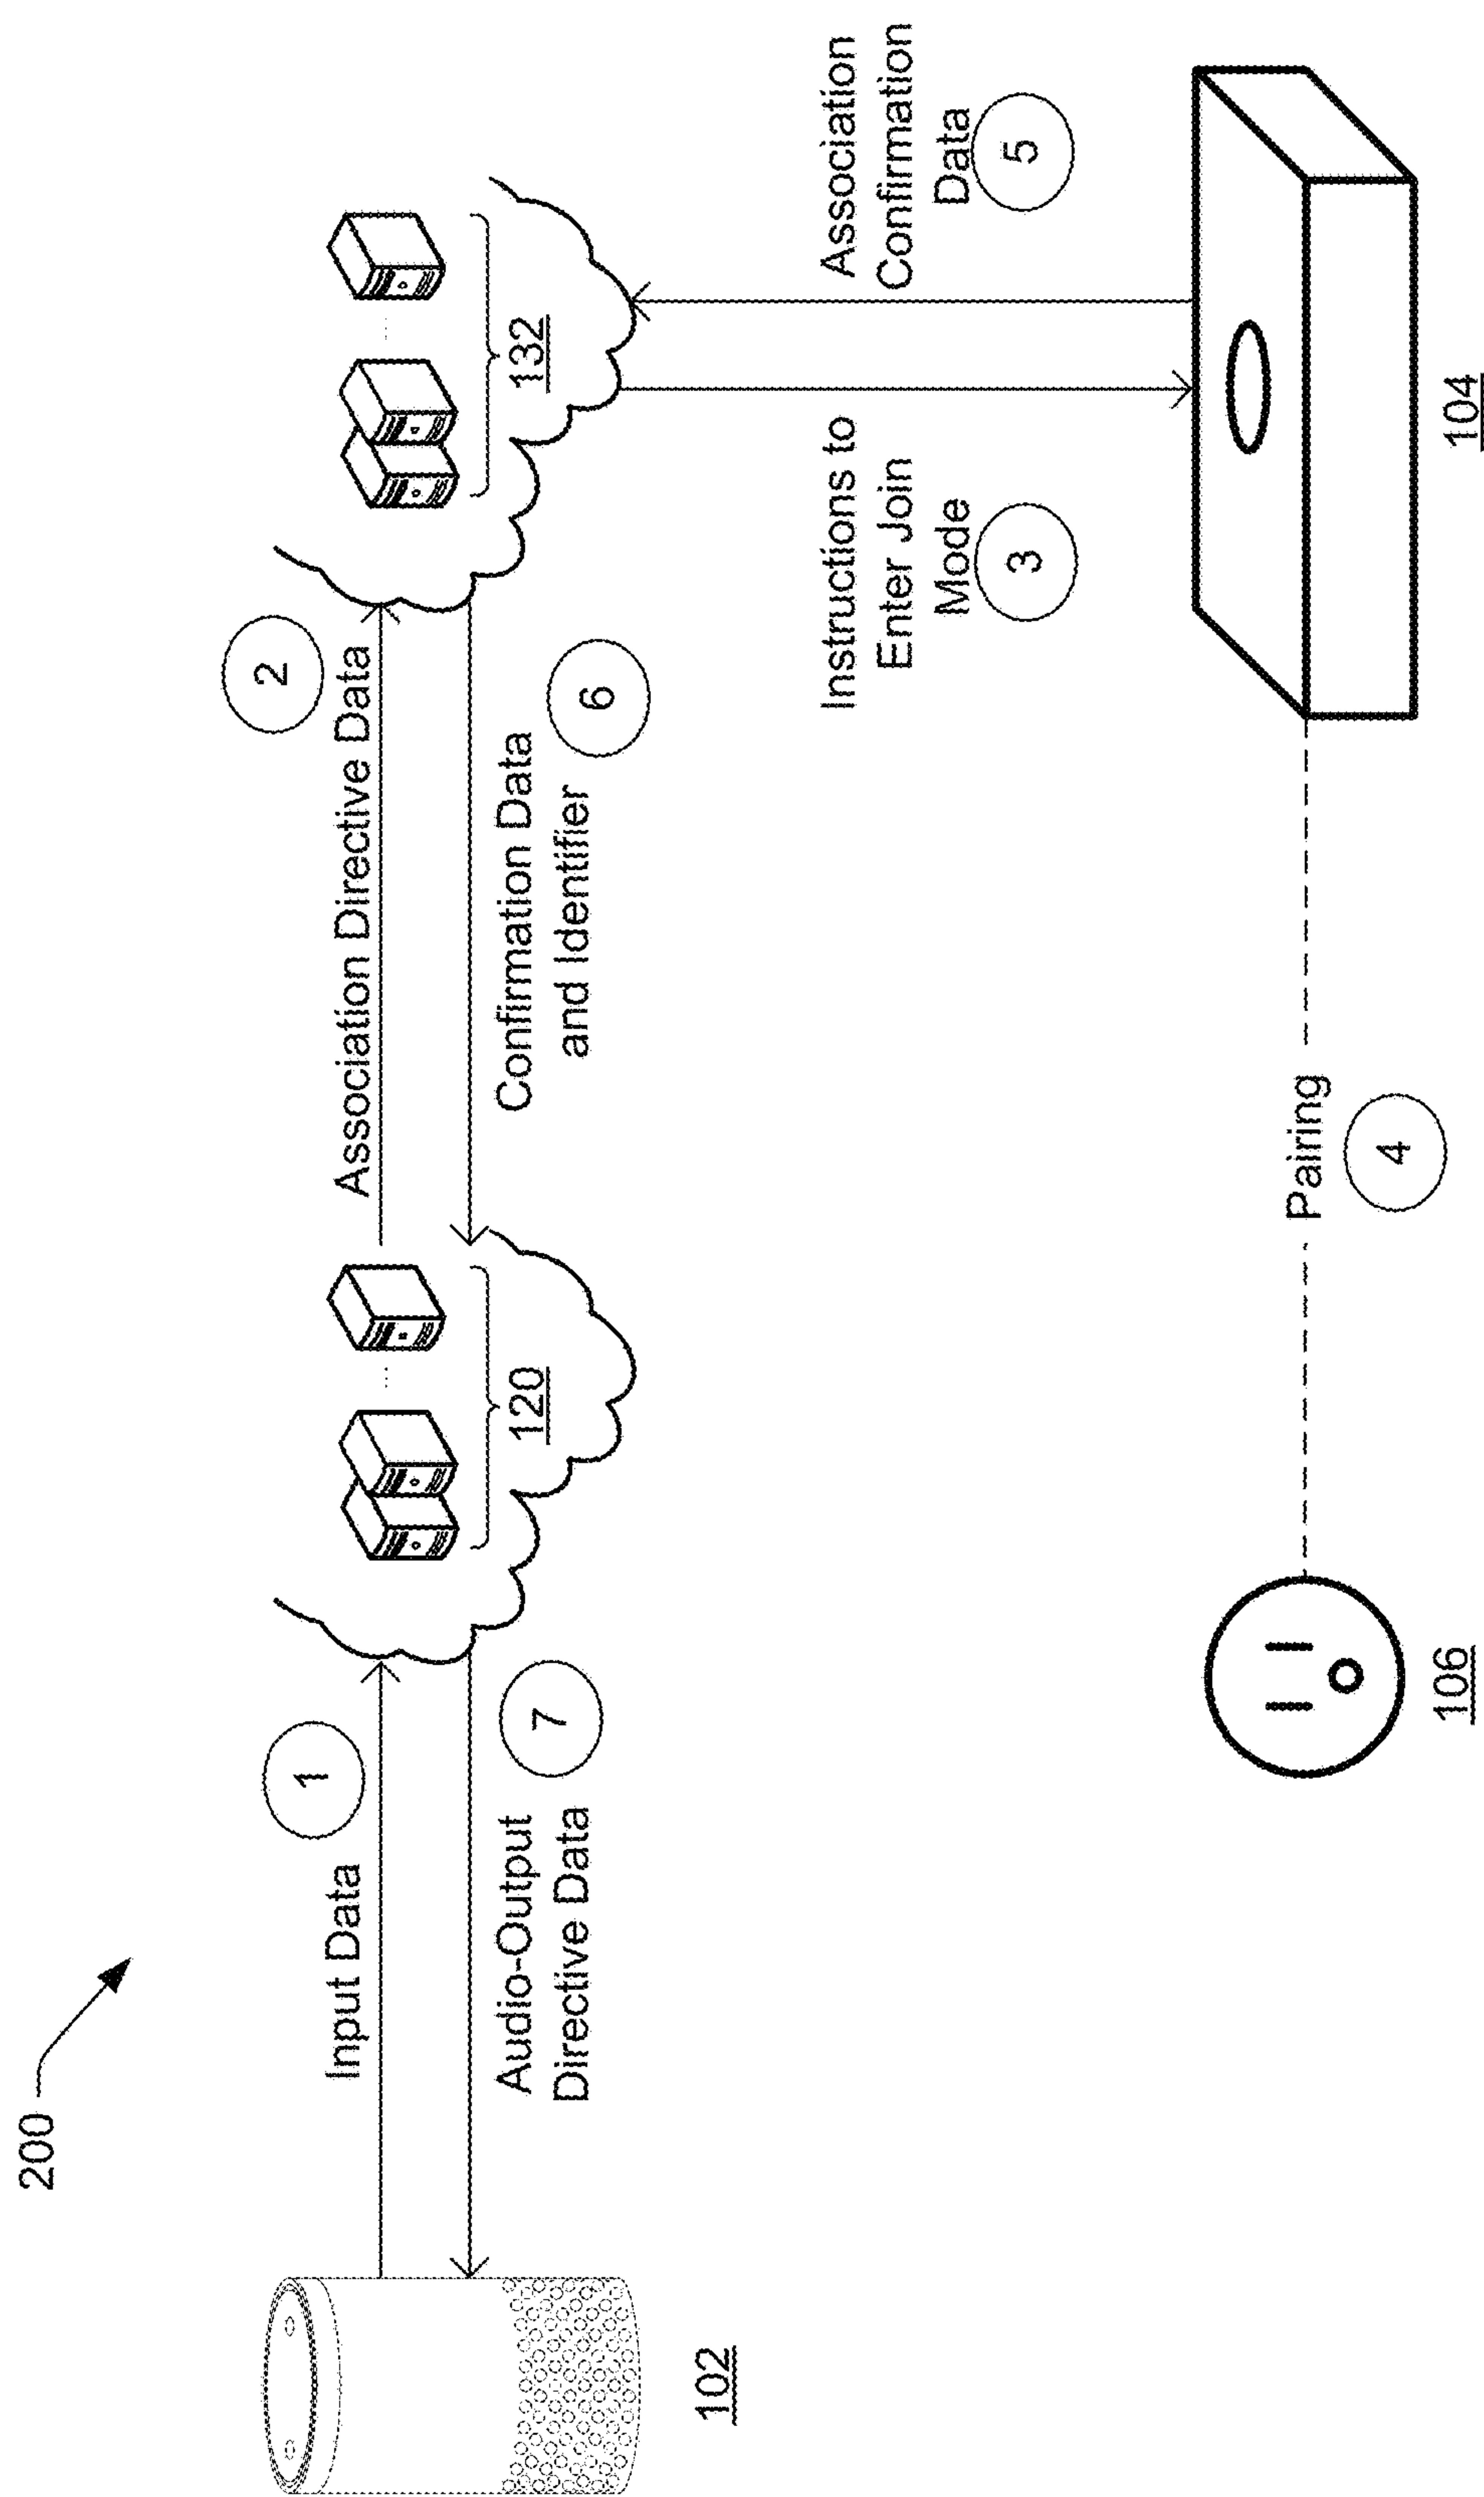 200
1
Input Data
Audio-Output
Directive Data
7
2
Association Directive Data
Confirmation Data
and Identifier
6
102
120
132
Instructions to
Enter Join
Mode
3
Association
Confirmation
Data
5
Pairing
4
106
104